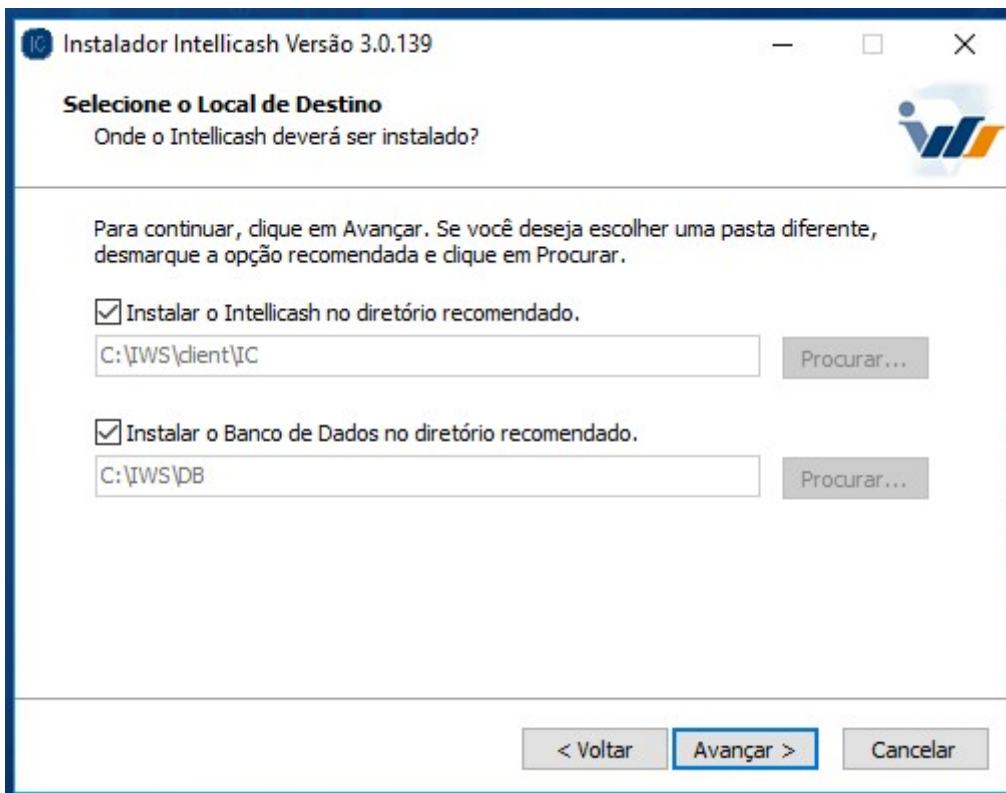 IC Instalador Intellicash Versão 3.0.139
Selecione o Local de Destino
Onde o Intellicash deverá ser instalado?
Para continuar, clique em Avançar. Se você deseja escolher uma pasta diferente,
desmarque a opção recomendada e clique em Procurar.
Instalar o Intellicash no diretório recomendado.
C:\IWS\client\IC
Procurar...
Instalar o Banco de Dados no diretório recomendado.
C:\IWS\DB
Procurar...
< Voltar
Avançar >
Cancelar